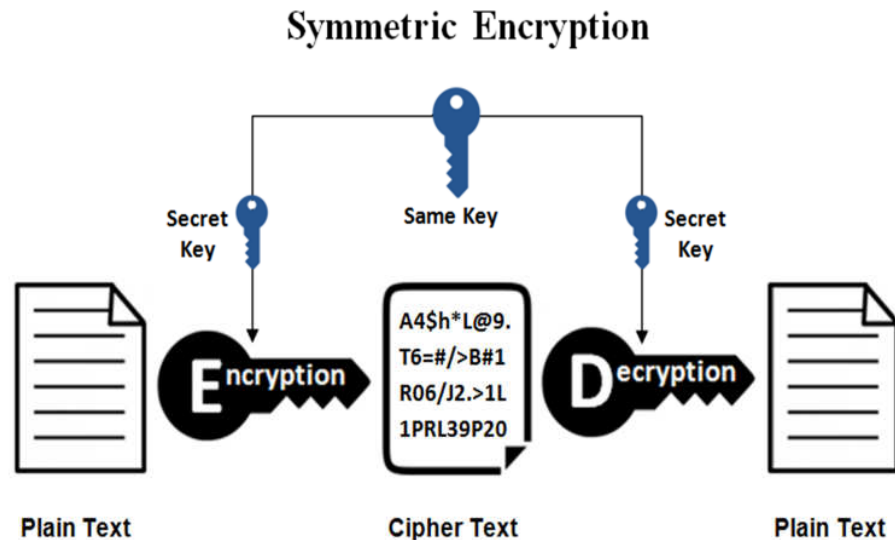 Symmetric Encryption
Same Key
Secret
Key
Secret
Key
Encryption
A4$h*L@9.
T6=#/>B#1
R06/J2.>1L
1PRL39P20
Decryption
Plain Text
Cipher Text
Plain Text